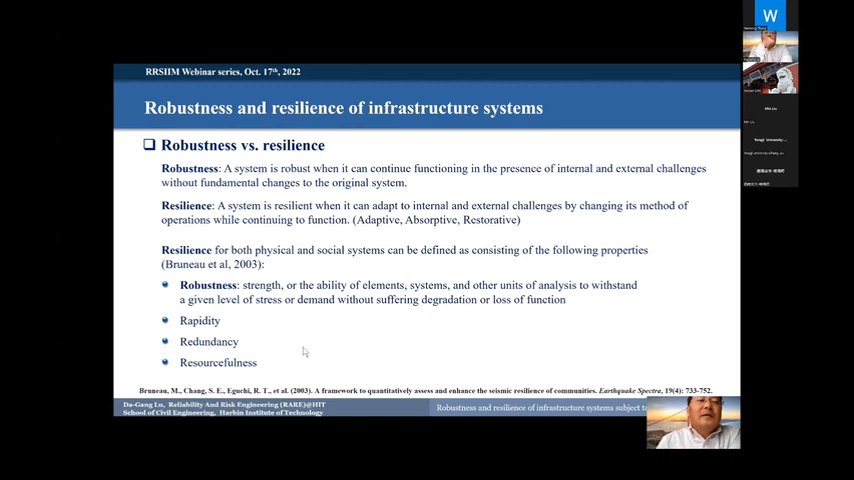 W
RRSIIM Webinar series, Oct. 17th, 2022
Robustness and resilience of infrastructure systems
Robustness vs. resilience
Robustness: A system is robust when it can continue functioning in the presence of internal and external challenges
without fundamental changes to the original system.
Resilience: A system is resilient when it can adapt to internal and external challenges by changing its method of
operations while continuing to function. (Adaptive, Absorptive, Restorative)
Resilience for both physical and social systems can be defined as consisting of the following properties
(Bruneau et al, 2003):
Robustness: strength, or the ability of elements, systems, and other units of analysis to withstand
a given level of stress or demand without suffering degradation or loss of function
Rapidity
Redundancy
Resourcefulness
Bruneau, M., Chang, S. E., Eguchi, R. T., et al. (2003). A framework to quantitatively assess and enhance the seismic resilience of communities. Earthquake Spectra, 19(4): 733-752.
Da-Gang Lu, Reliability And Risk Engineering (RARE)@HIT
School of Civil Engineering, Harbin Institute of Technology
Robustness and resilience of infrastructure systems subject to
Min Liu
Tongji University-...